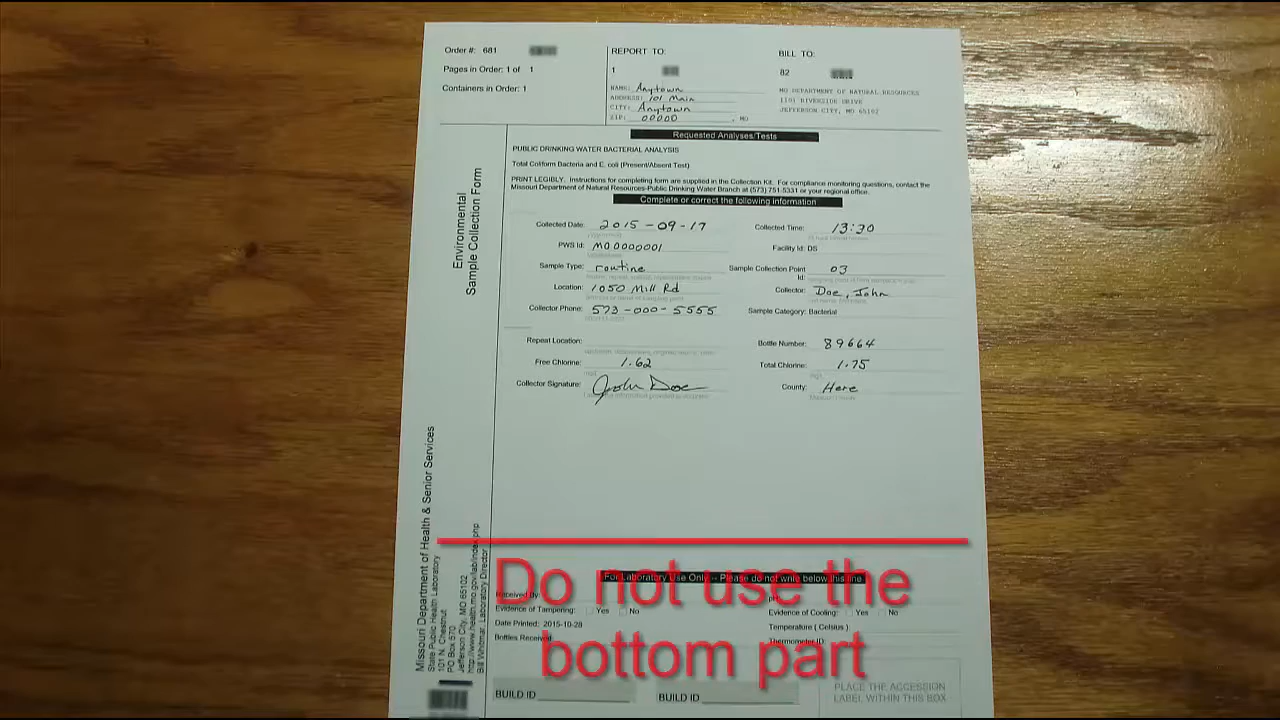 Order #: 681
Pages in Order: 1 of 1
Containers in Order: 1
REPORT TO:
1
NAME: Anytown
ADDRESS: 101 Main
CITY: Anytown
ZIP: 00000 , MO
BILL TO:
82
MO DEPARTMENT OF NATURAL RESOURCES
1101 RIVERSIDE DRIVE
JEFFERSON CITY, MO 65102
Requested Analyses/Tests
PUBLIC DRINKING WATER BACTERIAL ANALYSIS
Total Coliform Bacteria and E. coli (Present/Absent Test)
PRINT LEGIBLY. Instructions for completing form are supplied in the Collection Kit. For compliance monitoring questions, contact the
Missouri Department of Natural Resources-Public Drinking Water Branch at (573) 751-5331 or your regional office.
Complete or correct the following information
Collected Date: 2015-09-17
Collected Time: 13:30
PWS Id: MO0000001
Facility Id: DS
Sample Type: routine
Sample Collection Point Id: 03
Location: 1050 Mill Rd
Collector: Doe, John
Collector Phone: 573-000-5555
Sample Category: Bacterial
Repeat Location:
Bottle Number: 89664
Free Chlorine: 1.62
Total Chlorine: 1.75
Collector Signature: John Doe
County: Here
Environmental
Sample Collection Form
Missouri Department of Health & Senior Services
State Public Health Laboratory
101 N. Chestnut
PO Box 570
Jefferson City, MO 65102
http://www.health.mo.gov/lab/index.php
Bill Whitmar, Laboratory Director
For Laboratory Use Only -- Please do not write below this line
Do not use the
bottom part
Received By:
pH:
Evidence of Tampering: Yes No
Evidence of Cooling: Yes No
Date Printed: 2015-10-28
Temperature ( Celsius ):
Bottles Received:
Thermometer ID:
BUILD ID
BUILD ID
PLACE THE ACCESSION
LABEL WITHIN THIS BOX